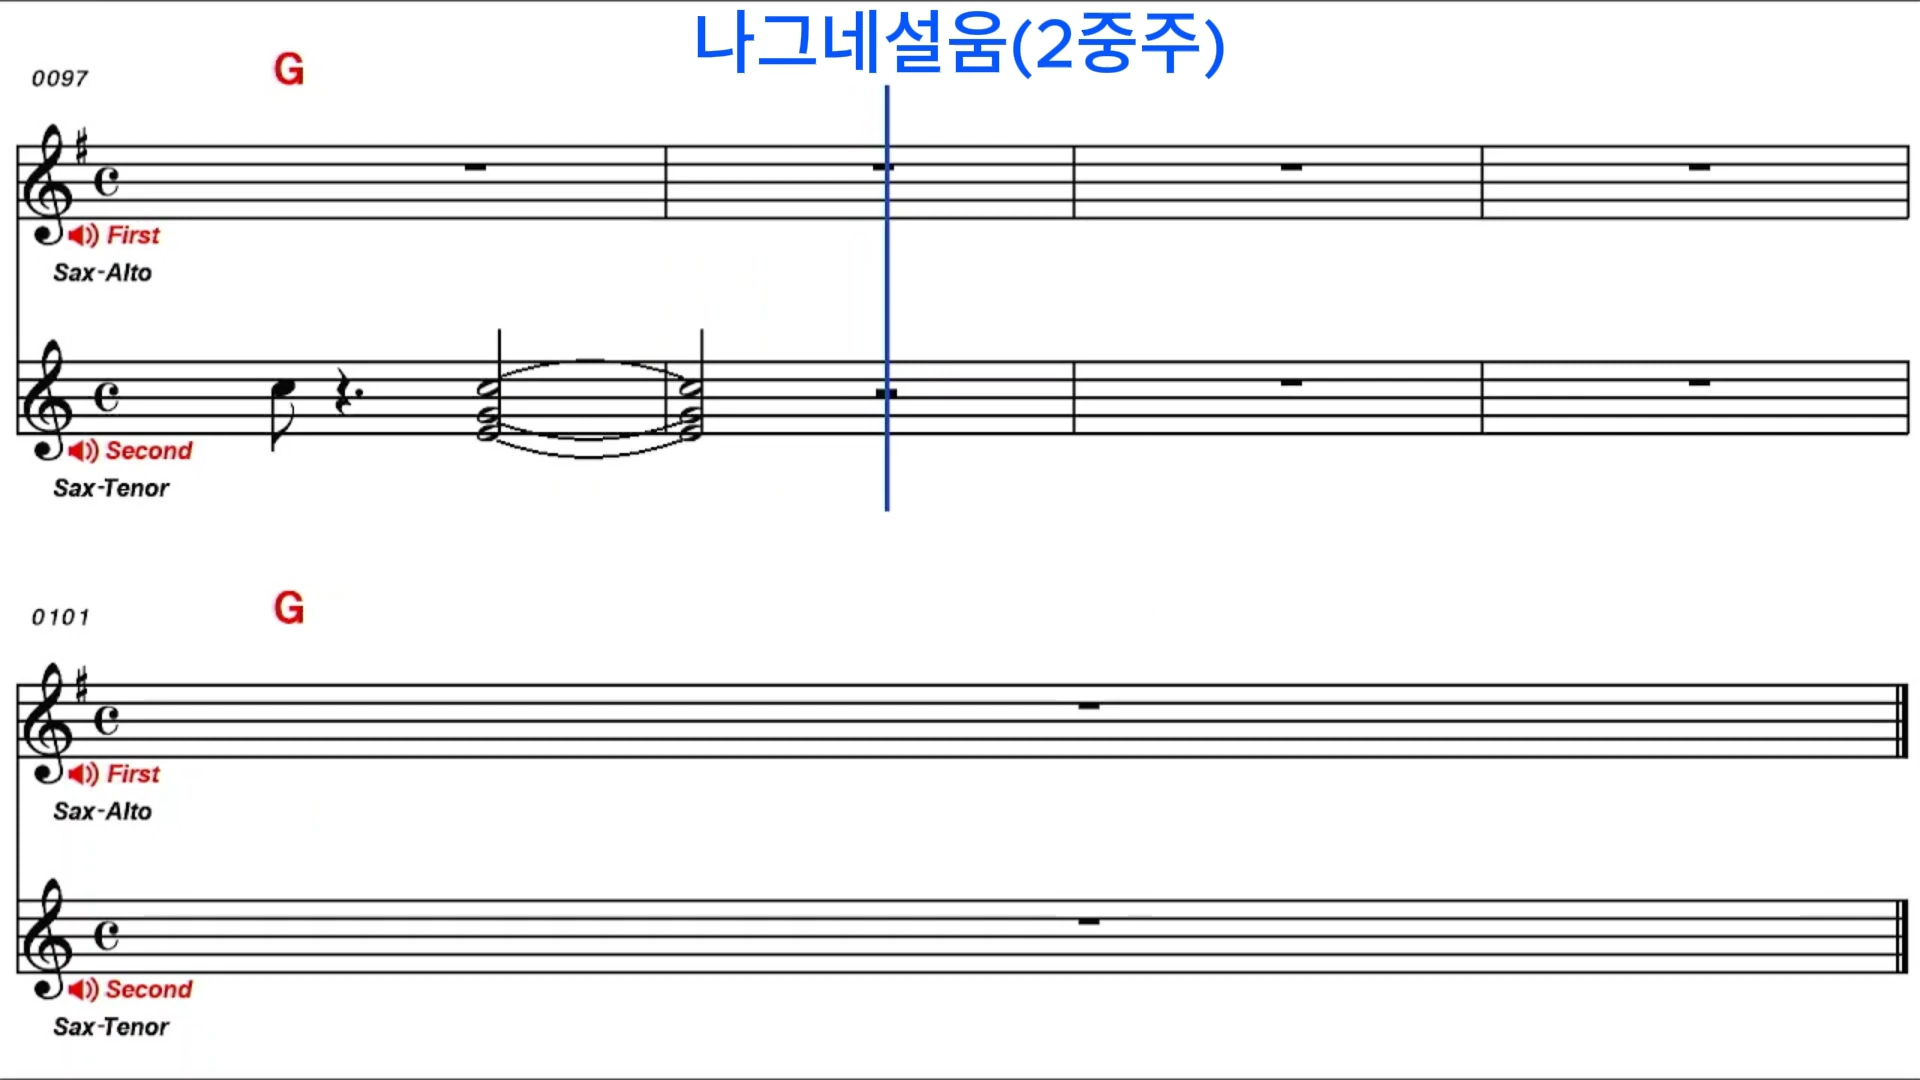 나그네설움(2중주)
0097 G
First
Sax-Alto
Second
Sax-Tenor
0101 G
First
Sax-Alto
Second
Sax-Tenor